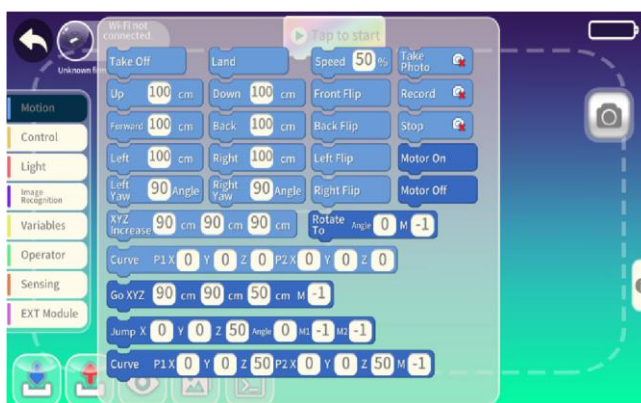 Wi-Fi not
connected.
Tap to start
Unknown
Take Off Land Speed 50 % Take Photo
Up 100 cm Down 100 cm Front Flip Record
Forward 100 cm Back 100 cm Back Flip Stop
Left 100 cm Right 100 cm Left Flip Motor On
Left Yaw 90 Angle Right Yaw 90 Angle Right Flip Motor Off
XYZ Increase 90 cm 90 cm 90 cm Rotate To Angle 0 M -1
Curve P1 X 0 Y 0 Z 0 P2 X 0 Y 0 Z 0
Go XYZ 90 cm 90 cm 50 cm M -1
Jump X 0 Y 0 Z 50 Angle 0 M1 -1 M2 -1
Curve P1 X 0 Y 0 Z 50 P2 X 0 Y 0 Z 50 M -1
Motion
Control
Light
Image
Recognition
Variables
Operator
Sensing
EXT Module